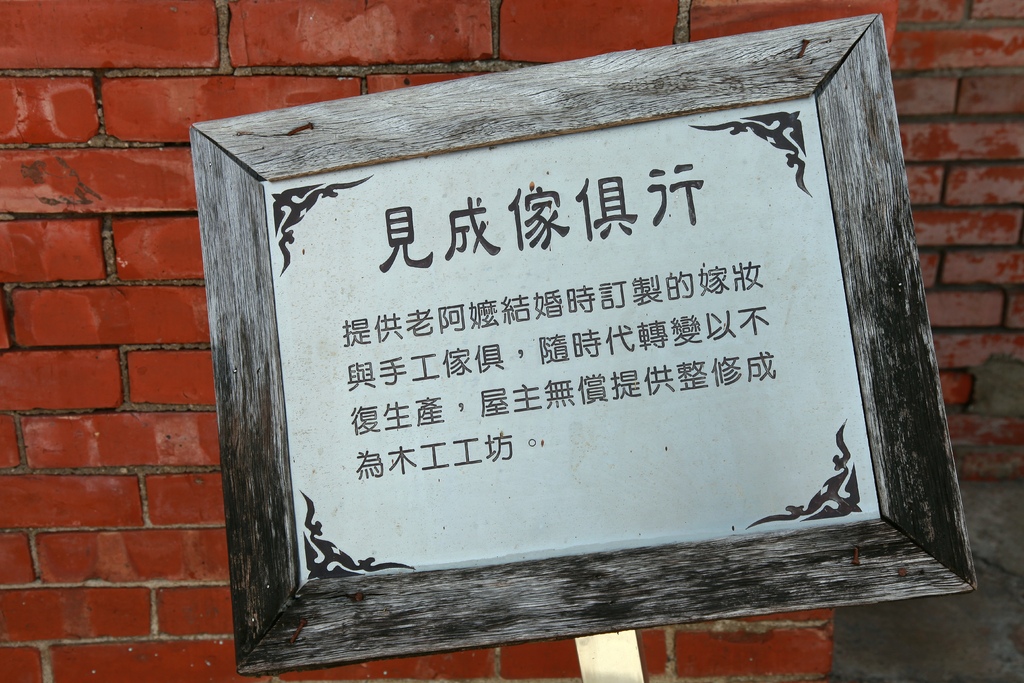 見成傢俱行
提供老阿嬤結婚時訂製的嫁妝
與手工傢俱，隨時代轉變以不
復生產，屋主無償提供整修成
為木工工坊。